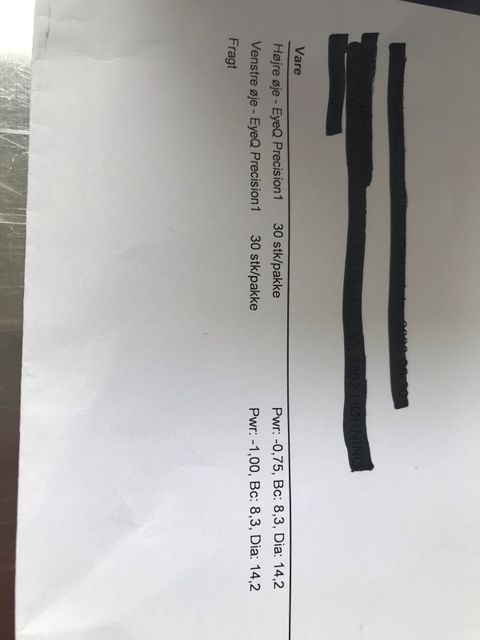 Vare
Højre øje - EyeQ Precision1 30 stk/pakke Pwr: -0,75, Bc: 8,3, Dia: 14,2
Venstre øje - EyeQ Precision1 30 stk/pakke Pwr: -1,00, Bc: 8,3, Dia: 14,2
Fragt